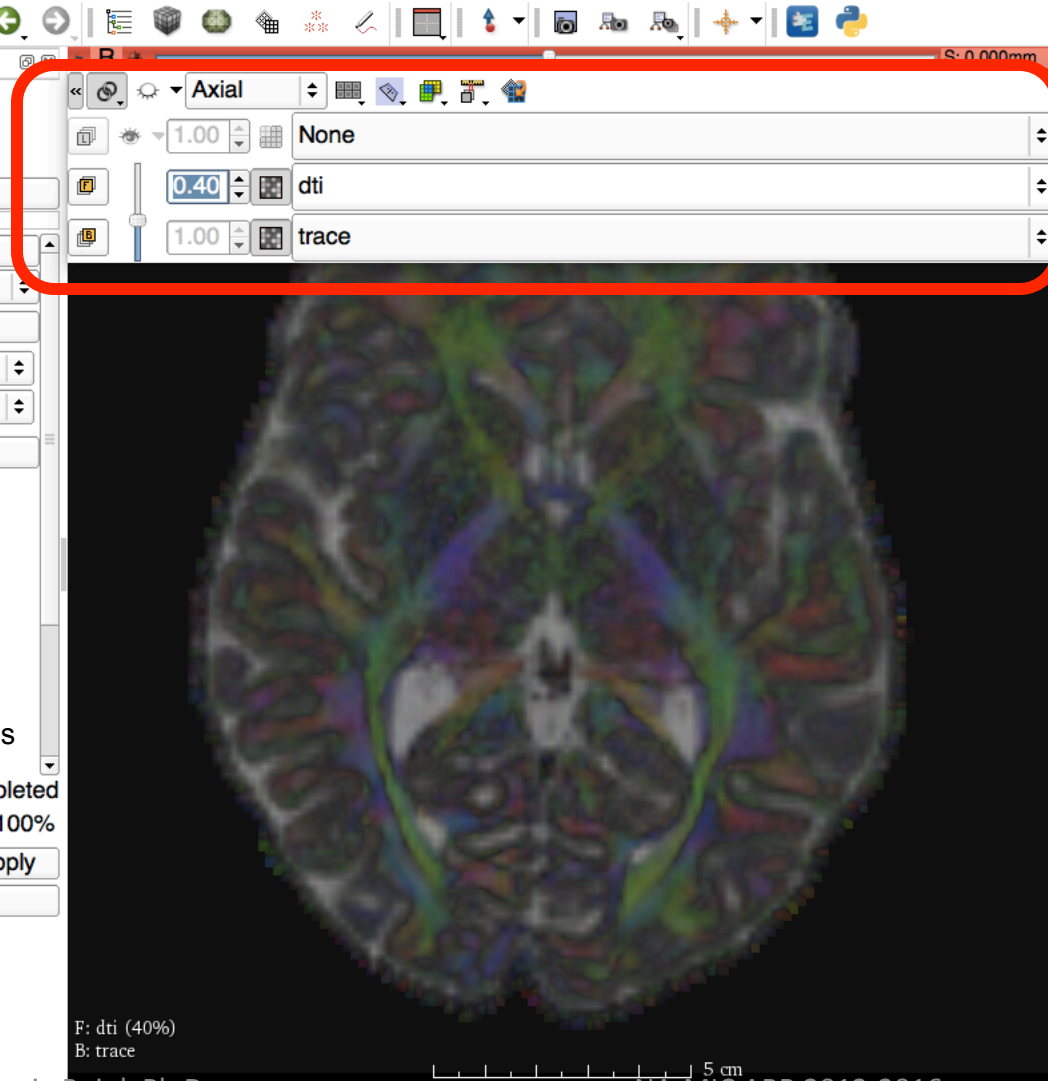 R S: 0.000mm
« Axial
L 1.00 None
F 0.40 dti
B 1.00 trace
s
pleted
100%
pply
F: dti (40%)
B: trace
5 cm